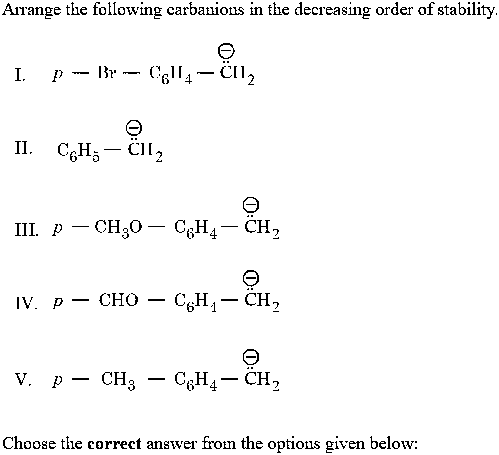 Arrange the following carbanions in the decreasing order of stability.
I. p — Br — C₆H₄ — C̈H₂ ⊖
II. C₆H₅ — C̈H₂ ⊖
III. p — CH₃O — C₆H₄ — C̈H₂ ⊖
IV. p — CHO — C₆H₄ — C̈H₂ ⊖
V. p — CH₃ — C₆H₄ — C̈H₂ ⊖
Choose the correct answer from the options given below: